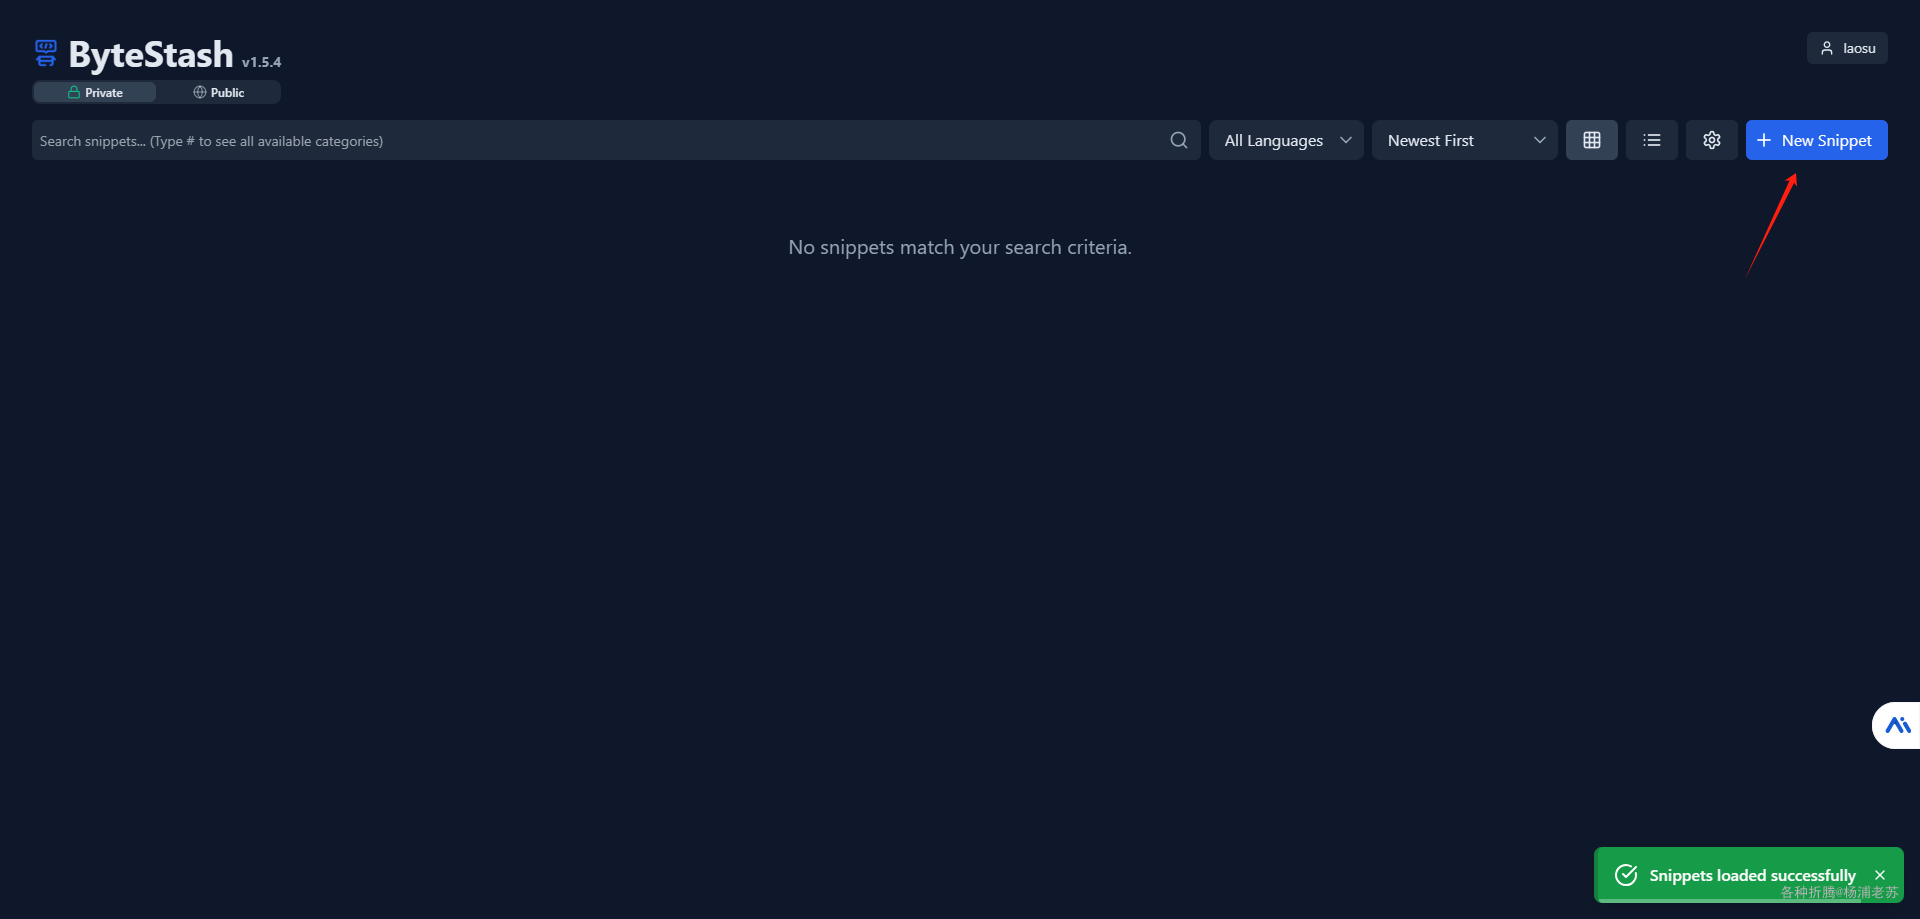 ByteStash v1.5.4
laosu
Private Public
Search snippets... (Type # to see all available categories)
All Languages
Newest First
New Snippet
No snippets match your search criteria.
Snippets loaded successfully
各种折腾@杨浦老苏